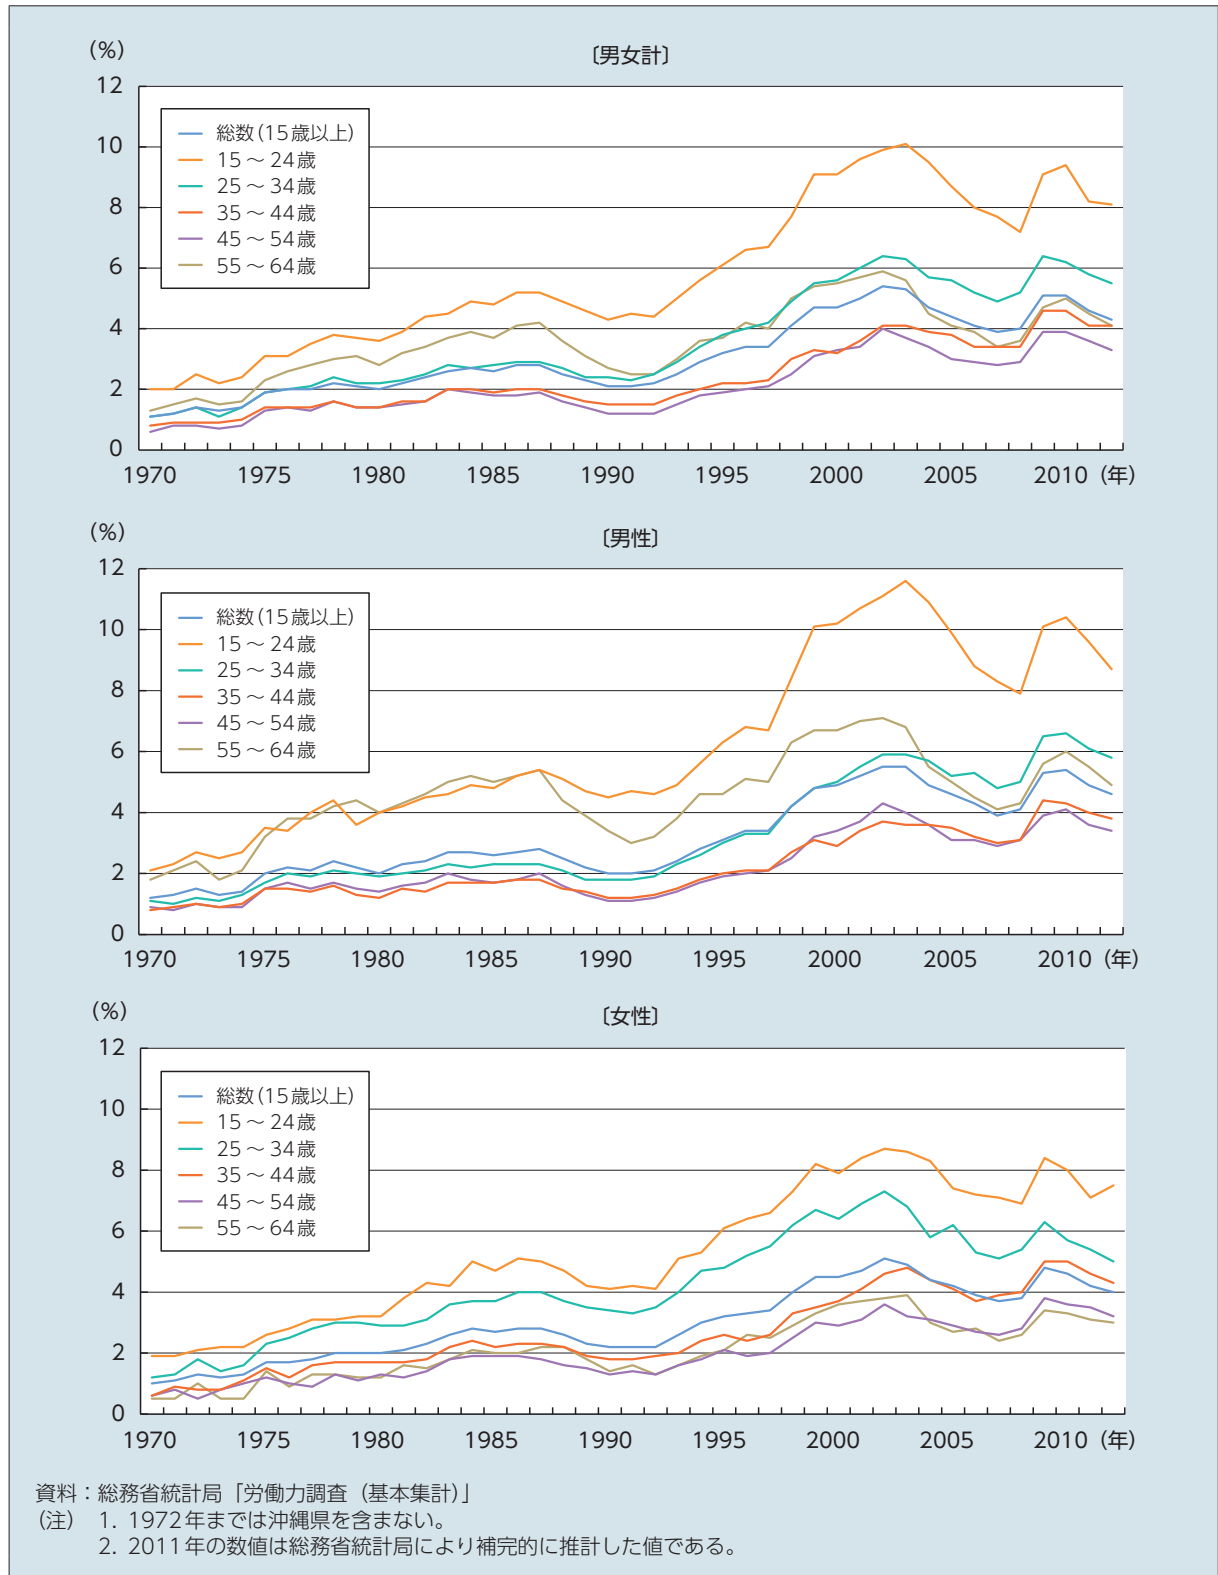 (%)
〔男女計〕
12
10
8
6
4
2
0
総数(15歳以上)
15〜24歳
25〜34歳
35〜44歳
45〜54歳
55〜64歳
1970 1975 1980 1985 1990 1995 2000 2005 2010 (年)
(%)
〔男性〕
12
10
8
6
4
2
0
総数(15歳以上)
15〜24歳
25〜34歳
35〜44歳
45〜54歳
55〜64歳
1970 1975 1980 1985 1990 1995 2000 2005 2010 (年)
(%)
〔女性〕
12
10
8
6
4
2
0
総数(15歳以上)
15〜24歳
25〜34歳
35〜44歳
45〜54歳
55〜64歳
1970 1975 1980 1985 1990 1995 2000 2005 2010 (年)
資料：総務省統計局「労働力調査（基本集計）」
（注） 1. 1972年までは沖縄県を含まない。
2. 2011年の数値は総務省統計局により補完的に推計した値である。